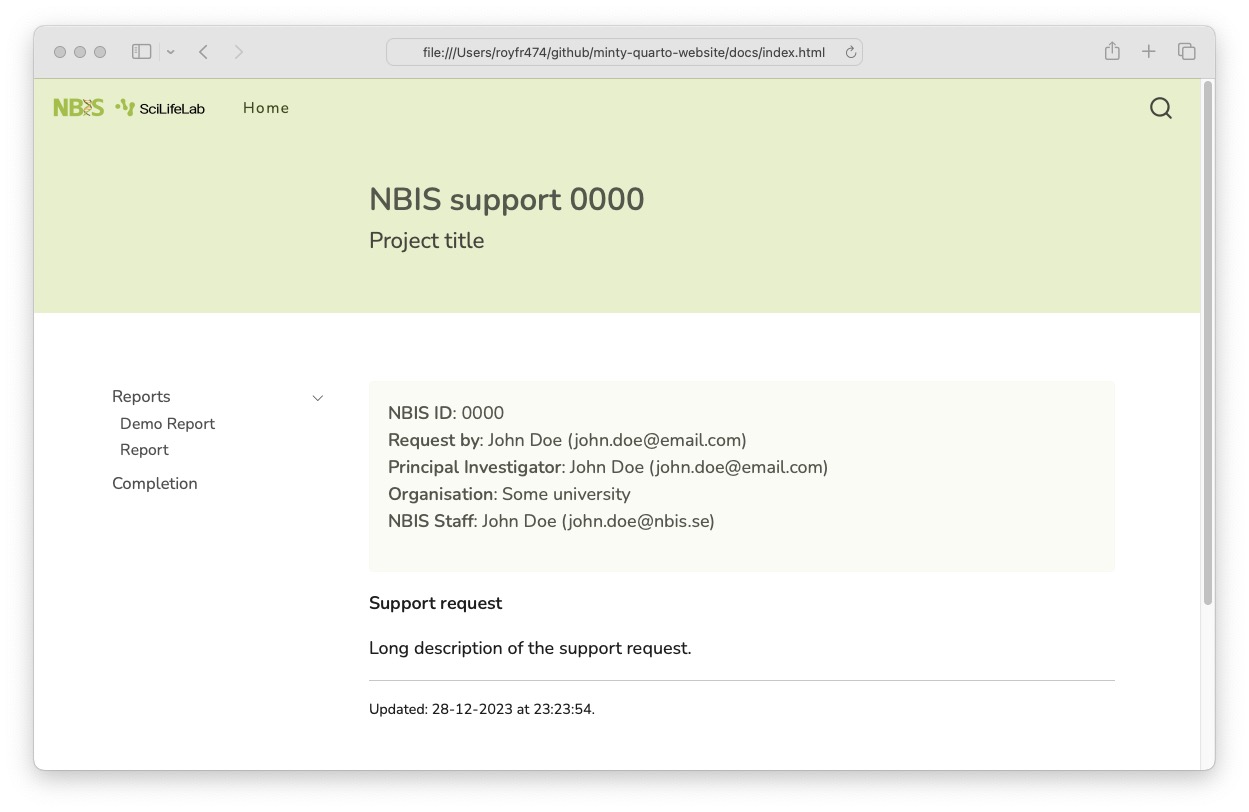 file:///Users/royfr474/github/minty-quarto-website/docs/index.html
NBIS SciLifeLab Home
NBIS support 0000
Project title
Reports
Demo Report
Report
Completion
NBIS ID: 0000
Request by: John Doe (john.doe@email.com)
Principal Investigator: John Doe (john.doe@email.com)
Organisation: Some university
NBIS Staff: John Doe (john.doe@nbis.se)
Support request
Long description of the support request.
Updated: 28-12-2023 at 23:23:54.